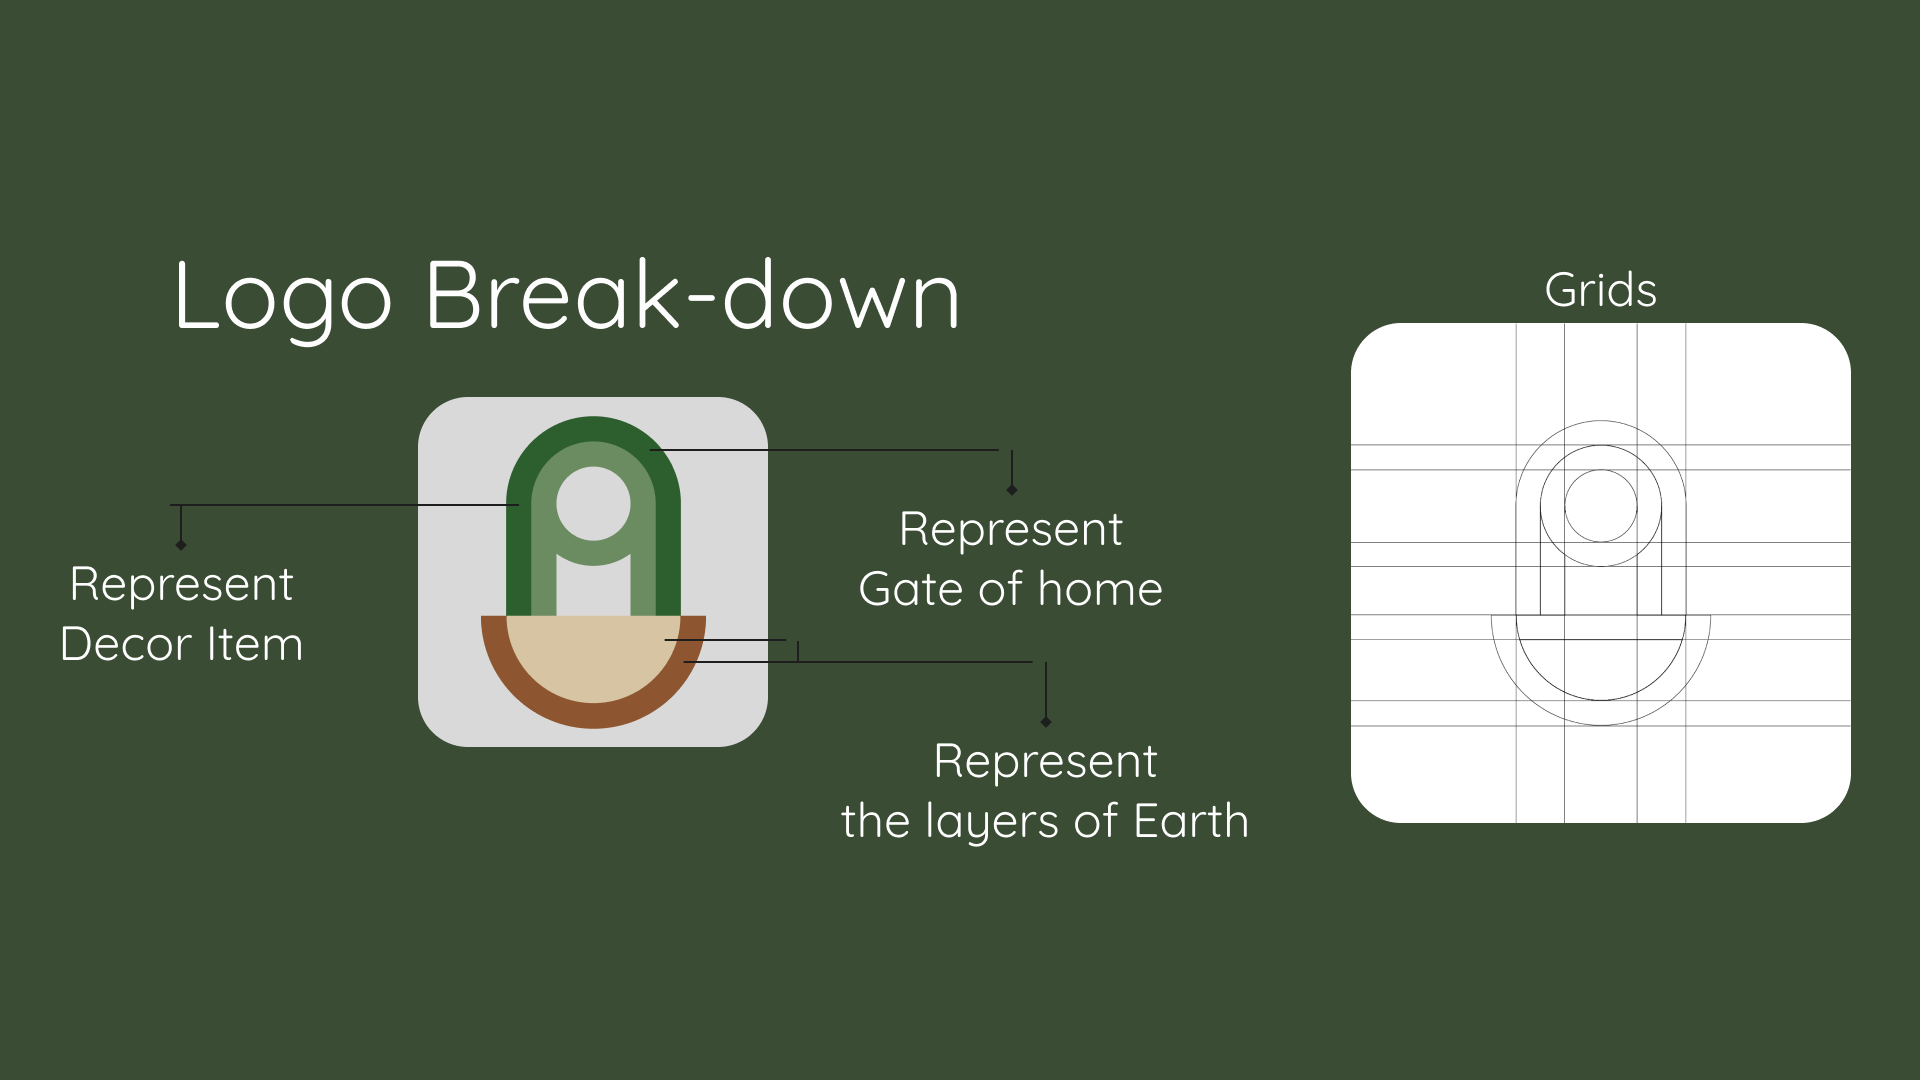 Logo Break-down
Grids
Represent
Decor Item
Represent
Gate of home
Represent
the layers of Earth